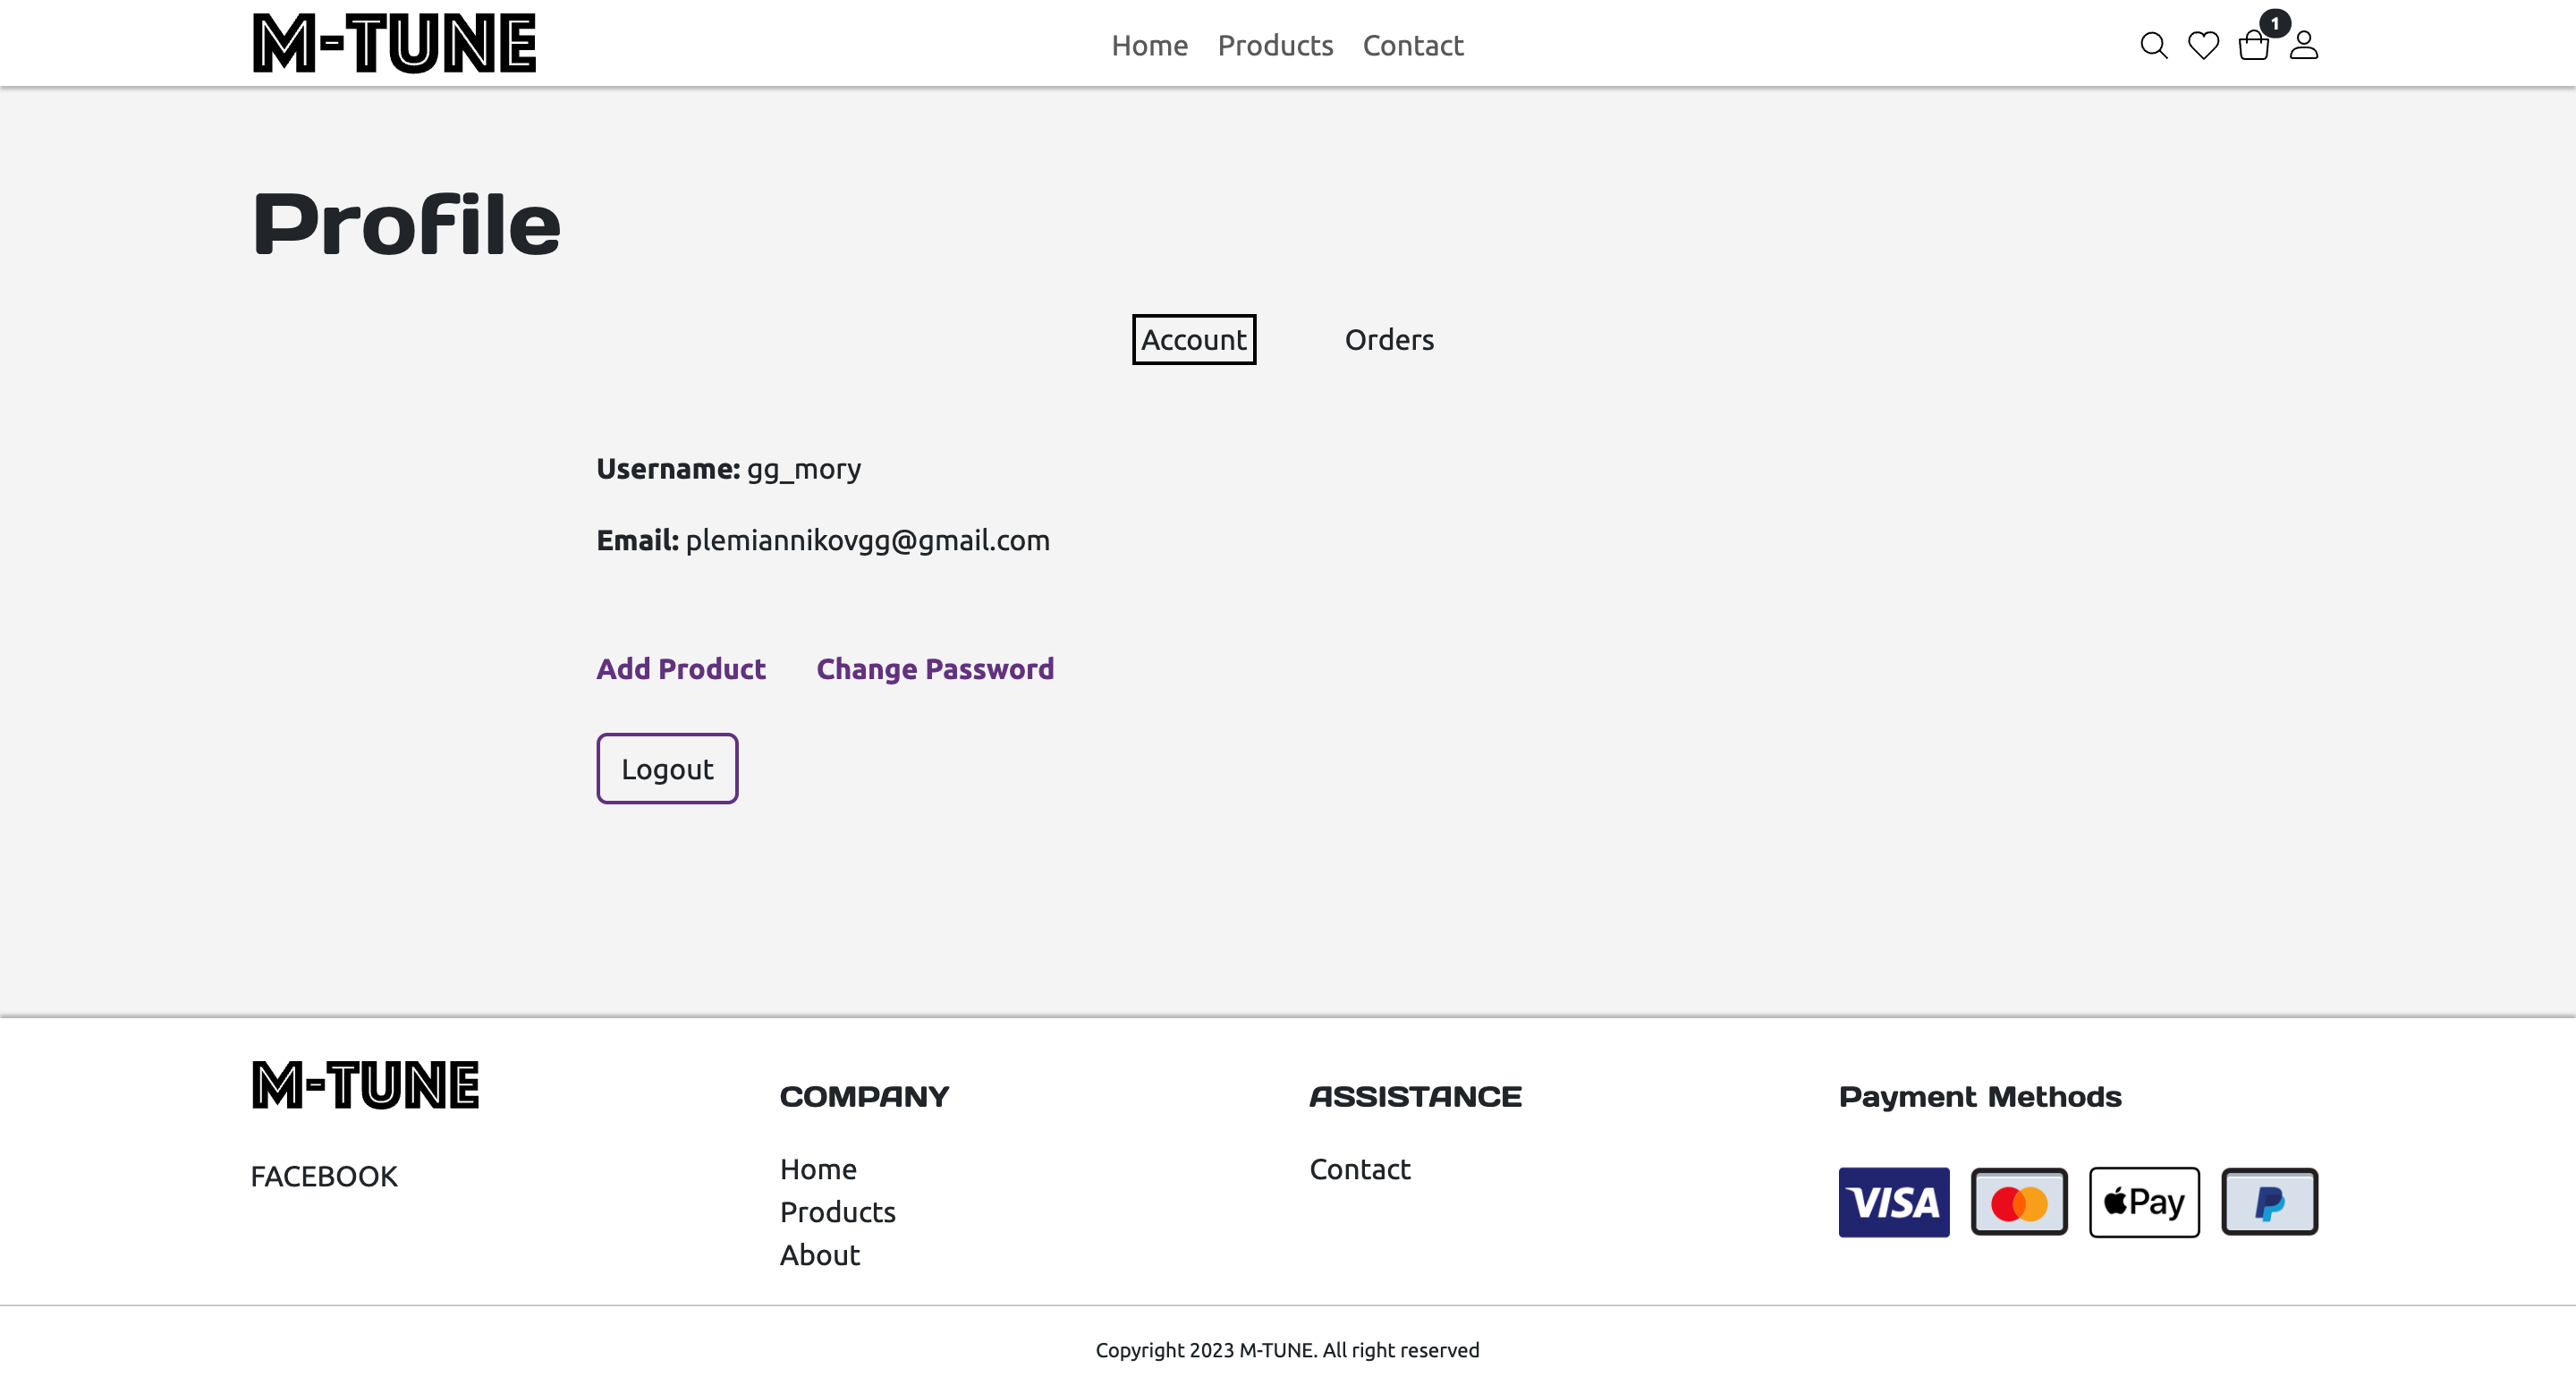 M-TUNE
Home Products Contact
1
Profile
Account Orders
Username: gg_mory
Email: plemiannikovgg@gmail.com
Add Product Change Password
Logout
M-TUNE
FACEBOOK
COMPANY
Home
Products
About
ASSISTANCE
Contact
Payment Methods
VISA
Pay
P
Copyright 2023 M-TUNE. All right reserved